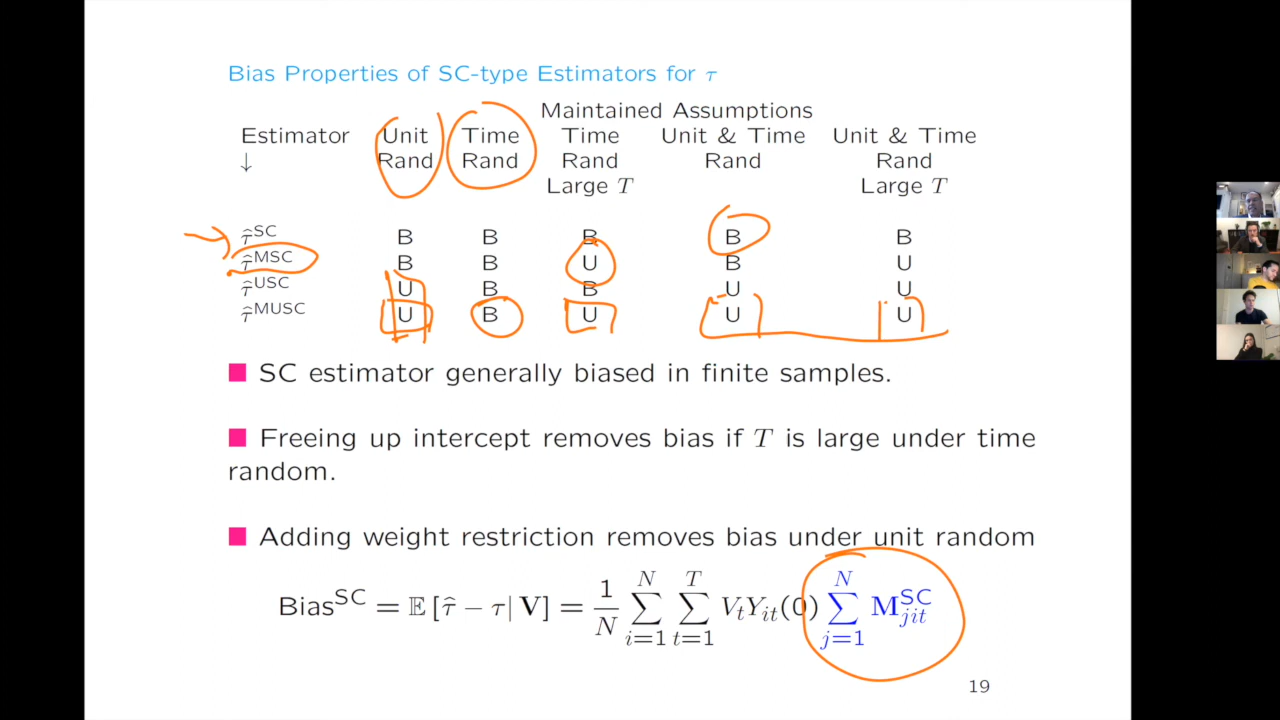 Bias Properties of SC-type Estimators for τ
Maintained Assumptions
Estimator Unit Time Time Unit & Time Unit & Time
↓ Rand Rand Rand Rand Rand
Large T Large T
τ̂^SC B B B B B
τ̂^MSC B B U B U
τ̂^USC U B B U U
τ̂^MUSC U B U U U
■ SC estimator generally biased in finite samples.
■ Freeing up intercept removes bias if T is large under time
random.
■ Adding weight restriction removes bias under unit random
Bias^SC = 𝔼 [τ̂ − τ| V] = 1/N ∑_{i=1}^{N} ∑_{t=1}^{T} V_t Y_it(0) ∑_{j=1}^{N} M_jit^SC
19